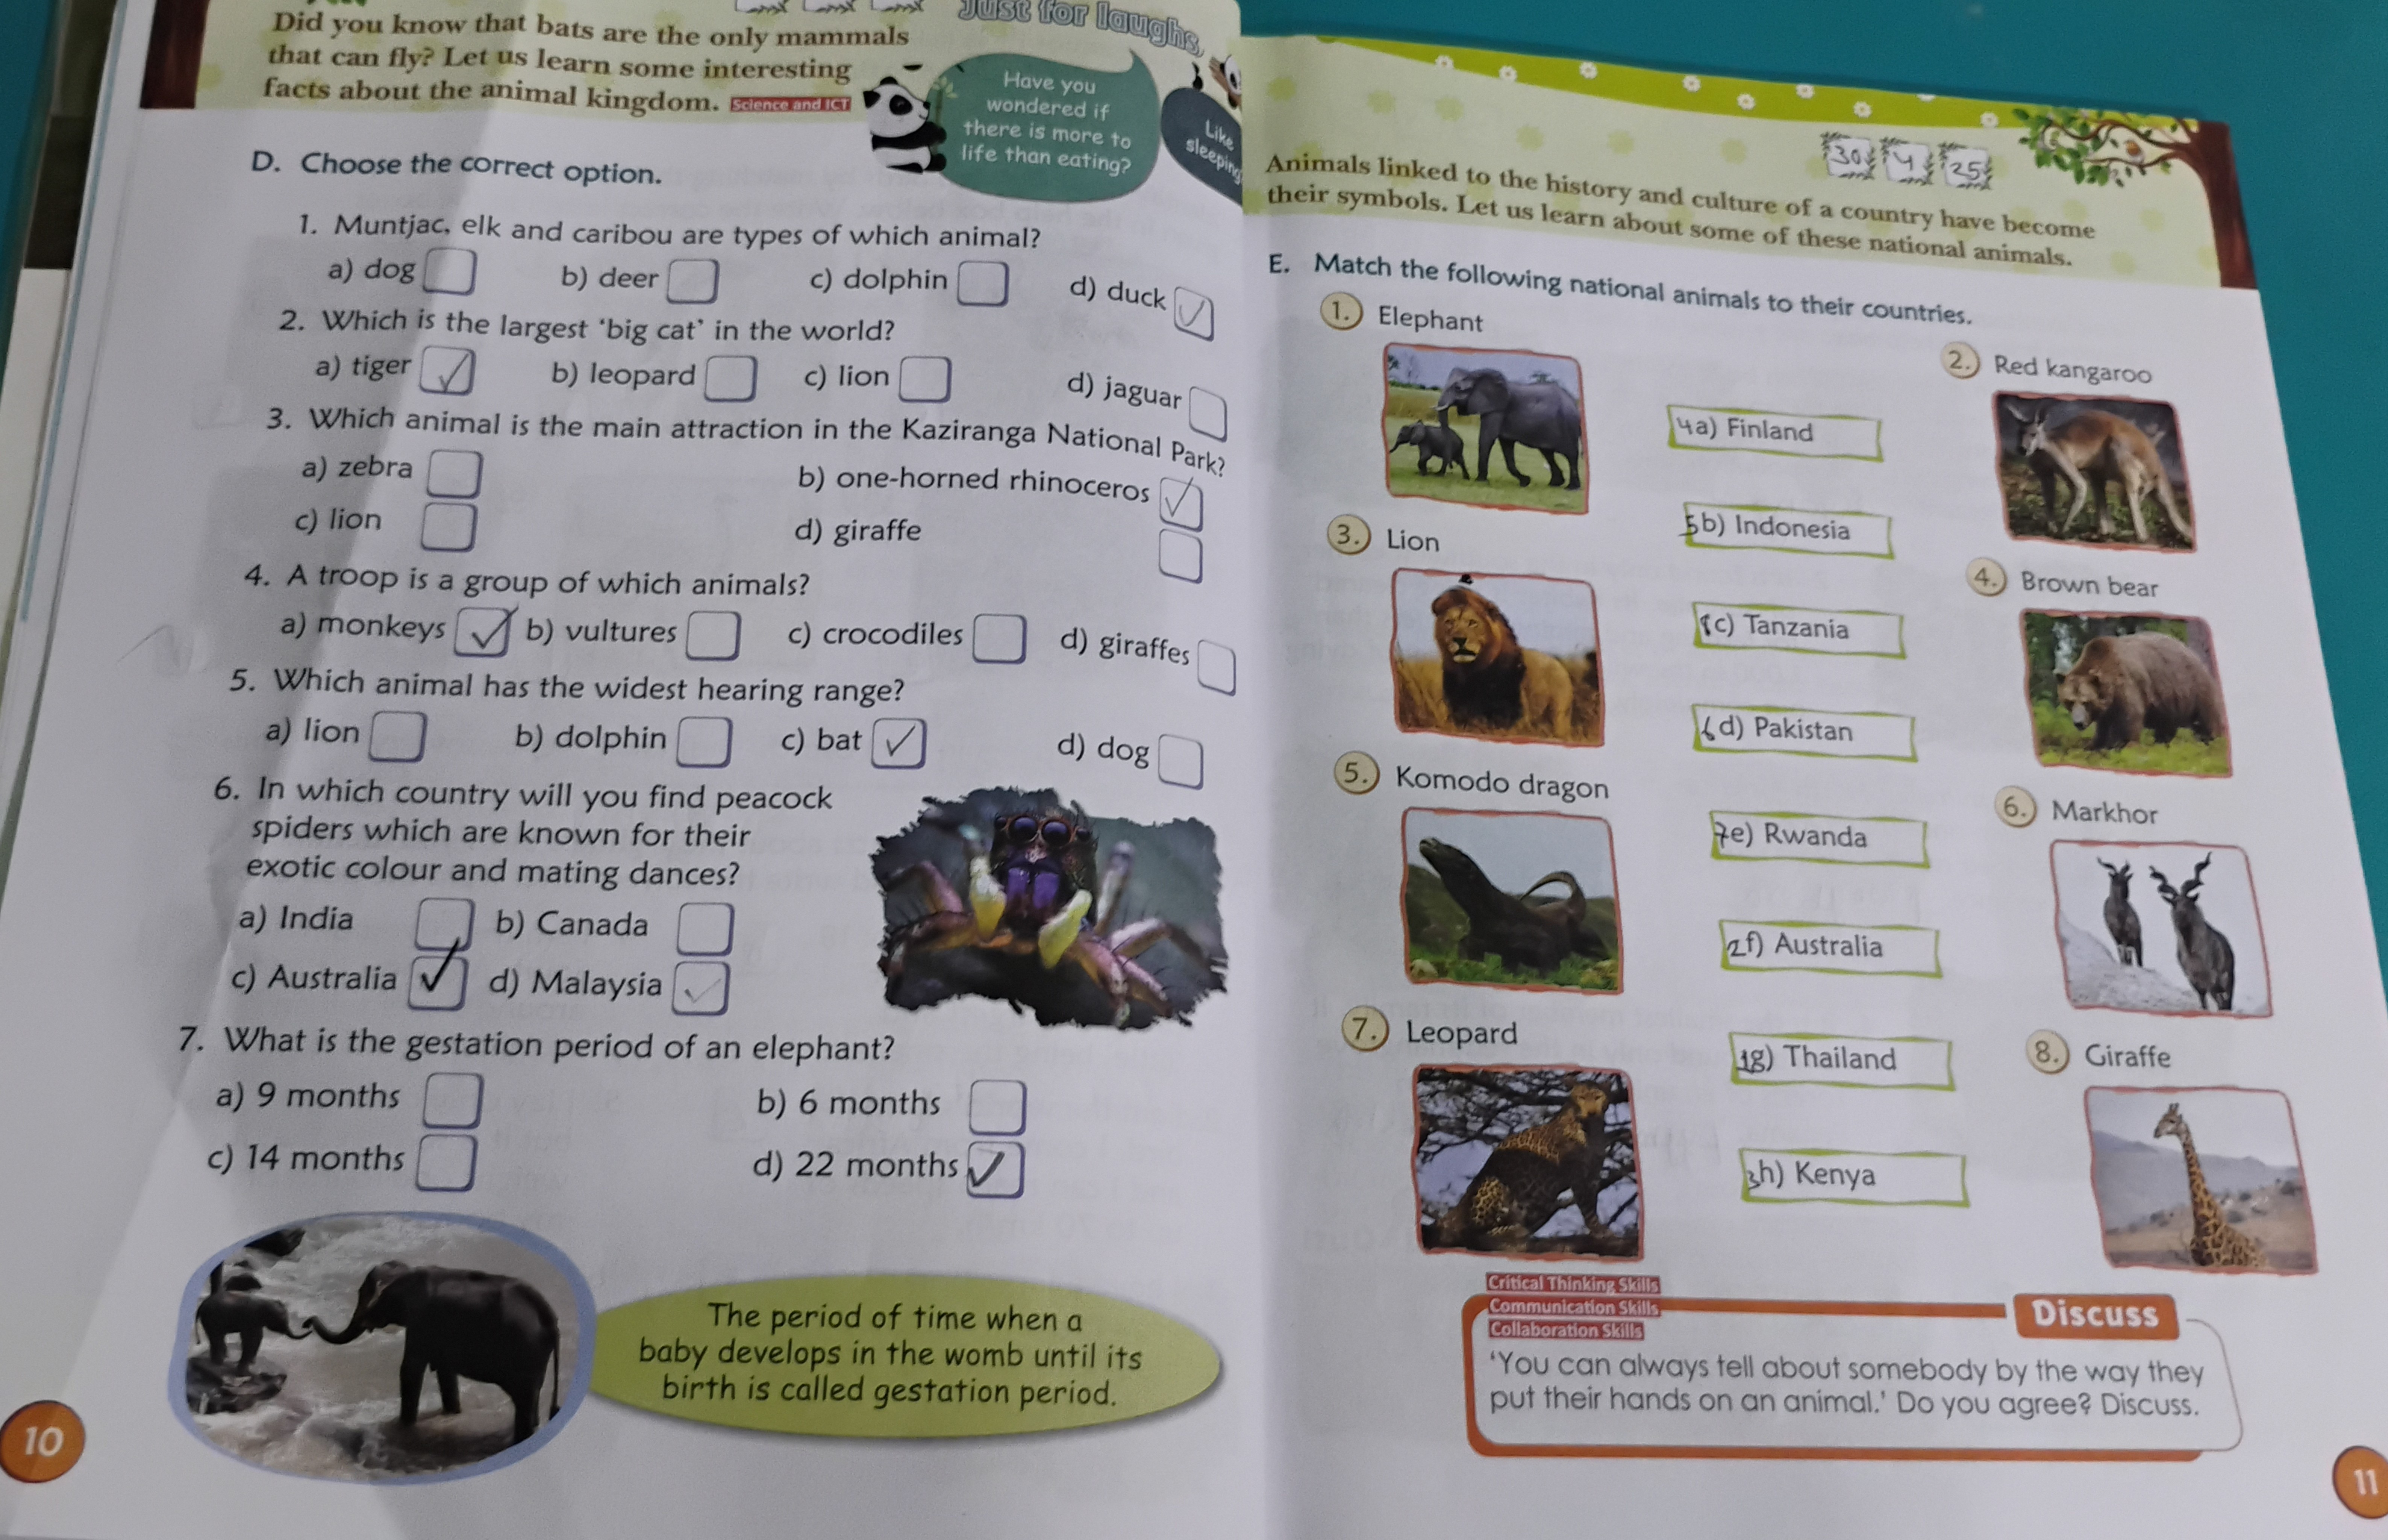 Just for laughs,
Did you know that bats are the only mammals
that can fly? Let us learn some interesting
facts about the animal kingdom. Science and ICT
Have you
wondered if
there is more to
life than eating?
Like
sleeping
D. Choose the correct option.
1. Muntjac, elk and caribou are types of which animal?
a) dog b) deer c) dolphin d) duck ✓
2. Which is the largest ‘big cat’ in the world?
a) tiger ✓ b) leopard c) lion d) jaguar
3. Which animal is the main attraction in the Kaziranga National Park?
a) zebra b) one-horned rhinoceros ✓
c) lion d) giraffe
4. A troop is a group of which animals?
a) monkeys ✓ b) vultures c) crocodiles d) giraffes
5. Which animal has the widest hearing range?
a) lion b) dolphin c) bat ✓ d) dog
6. In which country will you find peacock
spiders which are known for their
exotic colour and mating dances?
a) India b) Canada
c) Australia ✓ d) Malaysia ✓
7. What is the gestation period of an elephant?
a) 9 months b) 6 months
c) 14 months d) 22 months ✓
The period of time when a
baby develops in the womb until its
birth is called gestation period.
10
30 4 25
Animals linked to the history and culture of a country have become
their symbols. Let us learn about some of these national animals.
E. Match the following national animals to their countries.
1. Elephant
2. Red kangaroo
4a) Finland
5b) Indonesia
3. Lion
4. Brown bear
c) Tanzania
6d) Pakistan
5. Komodo dragon
6. Markhor
7e) Rwanda
2f) Australia
7. Leopard
8. Giraffe
1g) Thailand
3h) Kenya
Critical Thinking Skills
Communication Skills
Collaboration Skills
Discuss
‘You can always tell about somebody by the way they
put their hands on an animal.’ Do you agree? Discuss.
11